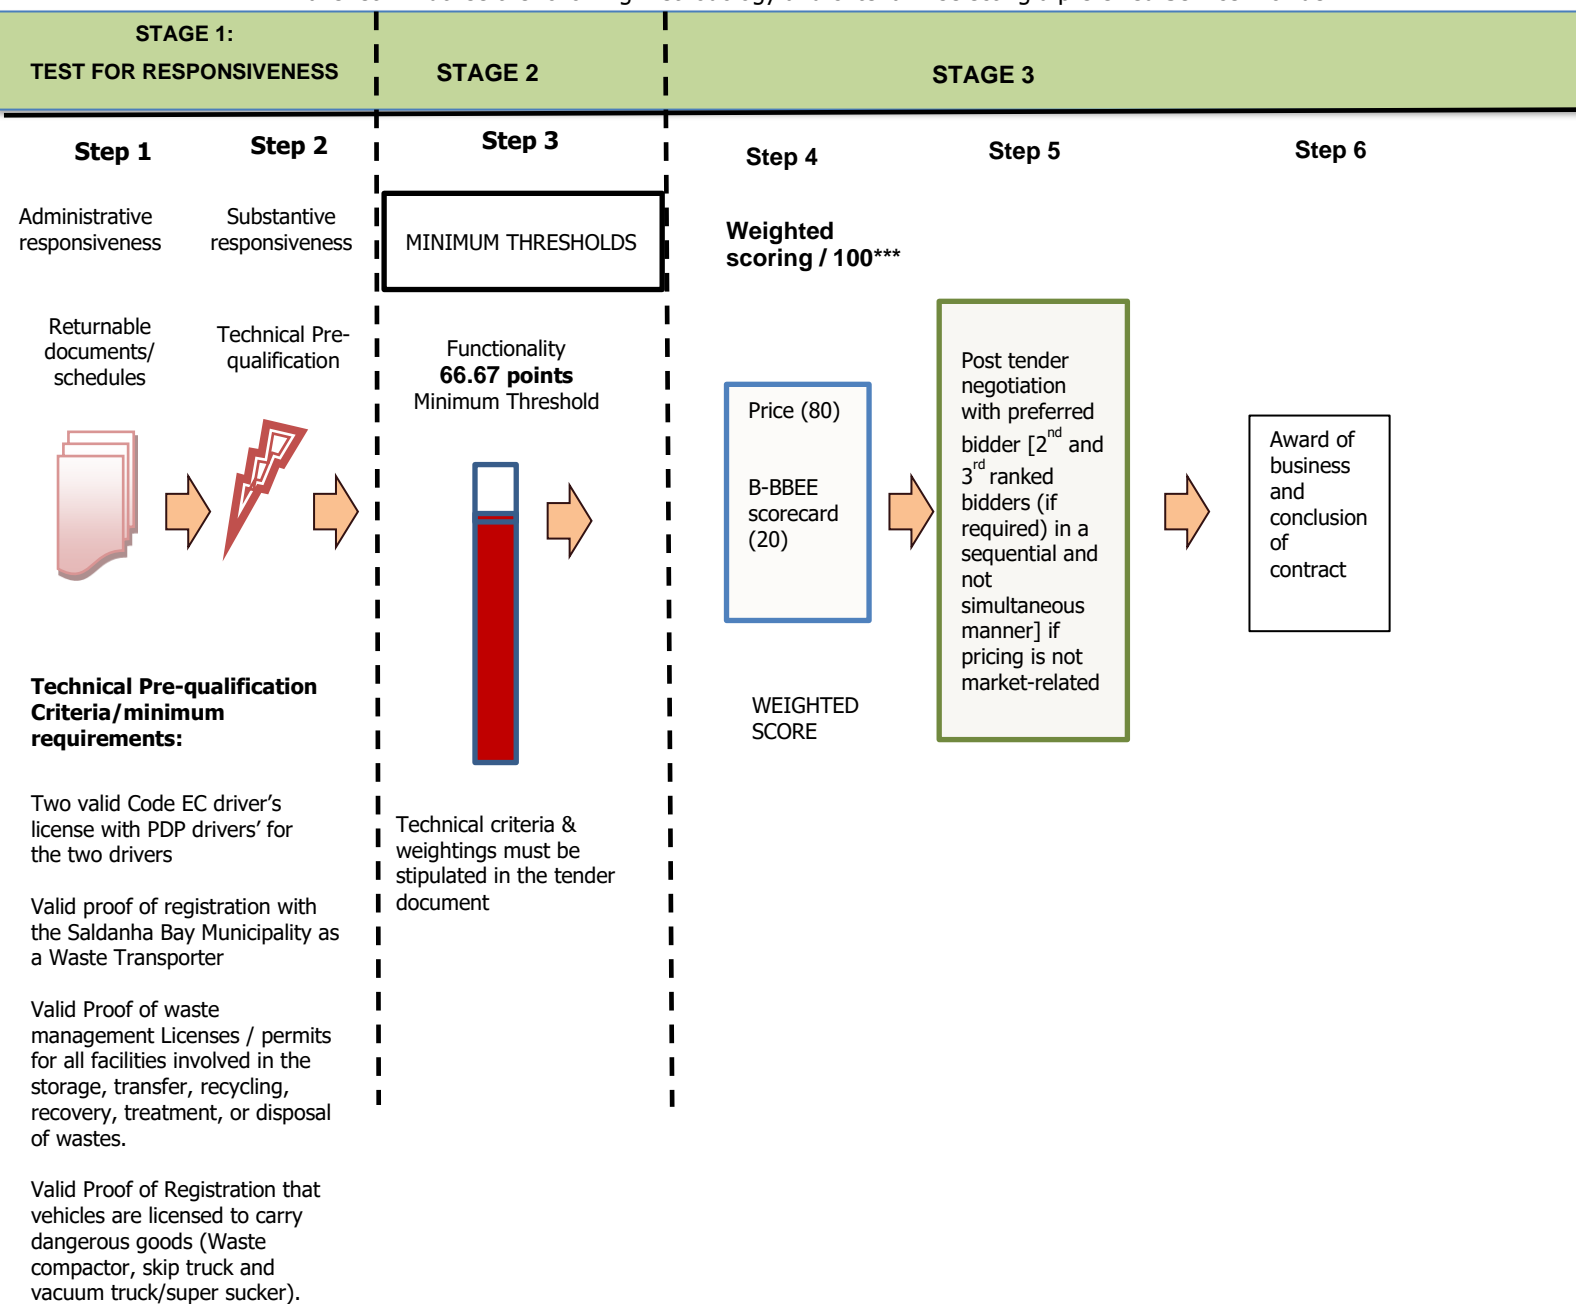 STAGE 1:
TEST FOR RESPONSIVENESS
STAGE 2
STAGE 3
Step 1
Step 2
Step 3
Step 4
Step 5
Step 6
Administrative
responsiveness
Substantive
responsiveness
MINIMUM THRESHOLDS
Weighted
scoring / 100***
Returnable
documents/
schedules
Technical Pre-
qualification
Functionality
66.67 points
Minimum Threshold
Price (80)
B-BBEE
scorecard
(20)
Post tender
negotiation
with preferred
bidder [2nd and
3rd ranked
bidders (if
required) in a
sequential and
not
simultaneous
manner] if
pricing is not
market-related
Award of
business
and
conclusion
of
contract
WEIGHTED
SCORE
Technical Pre-qualification
Criteria/minimum
requirements:
Two valid Code EC driver’s
license with PDP drivers’ for
the two drivers
Valid proof of registration with
the Saldanha Bay Municipality as
a Waste Transporter
Valid Proof of waste
management Licenses / permits
for all facilities involved in the
storage, transfer, recycling,
recovery, treatment, or disposal
of wastes.
Valid Proof of Registration that
vehicles are licensed to carry
dangerous goods (Waste
compactor, skip truck and
vacuum truck/super sucker).
Technical criteria &
weightings must be
stipulated in the tender
document